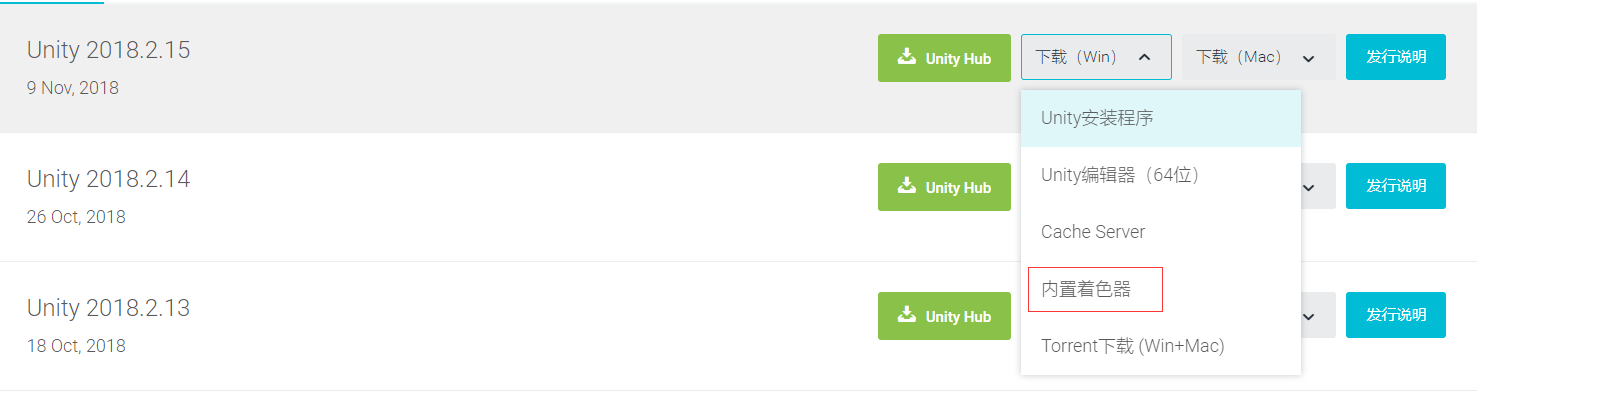 Unity 2018.2.15
9 Nov, 2018
Unity Hub
下载（Win）
下载（Mac）
发行说明
Unity安装程序
Unity编辑器（64位）
Cache Server
内置着色器
Torrent下载 (Win+Mac)
Unity 2018.2.14
26 Oct, 2018
Unity Hub
发行说明
Unity 2018.2.13
18 Oct, 2018
Unity Hub
发行说明